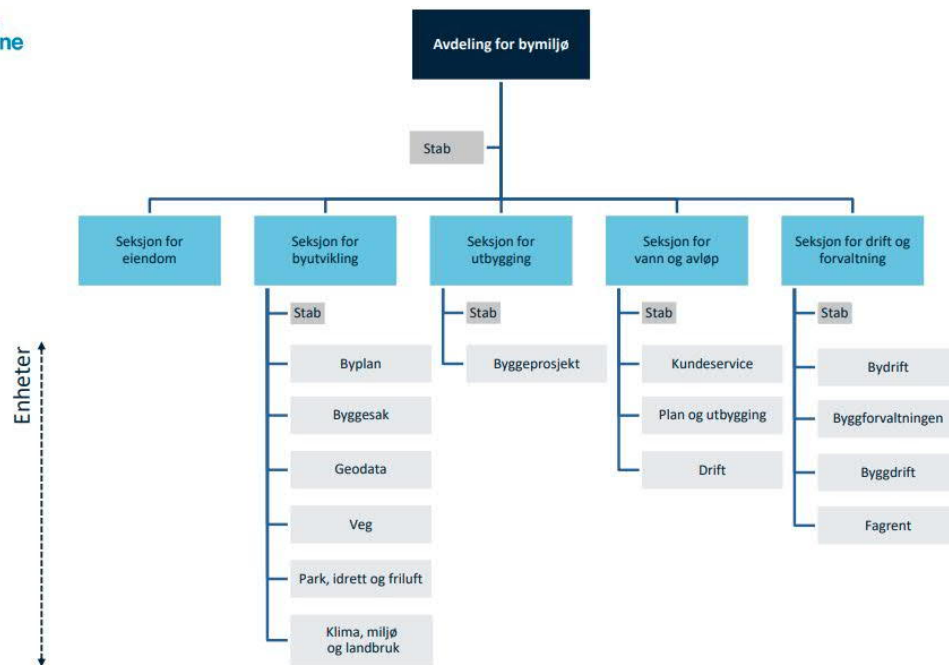 ne
Avdeling for bymiljø
Stab
Seksjon for
eiendom
Seksjon for
byutvikling
Seksjon for
utbygging
Seksjon for
vann og avløp
Seksjon for drift og
forvaltning
Stab
Stab
Stab
Stab
Enheter
Byplan
Byggeprosjekt
Kundeservice
Bydrift
Byggesak
Plan og utbygging
Byggforvaltningen
Geodata
Drift
Byggdrift
Veg
Fagrent
Park, idrett og friluft
Klima, miljø
og landbruk